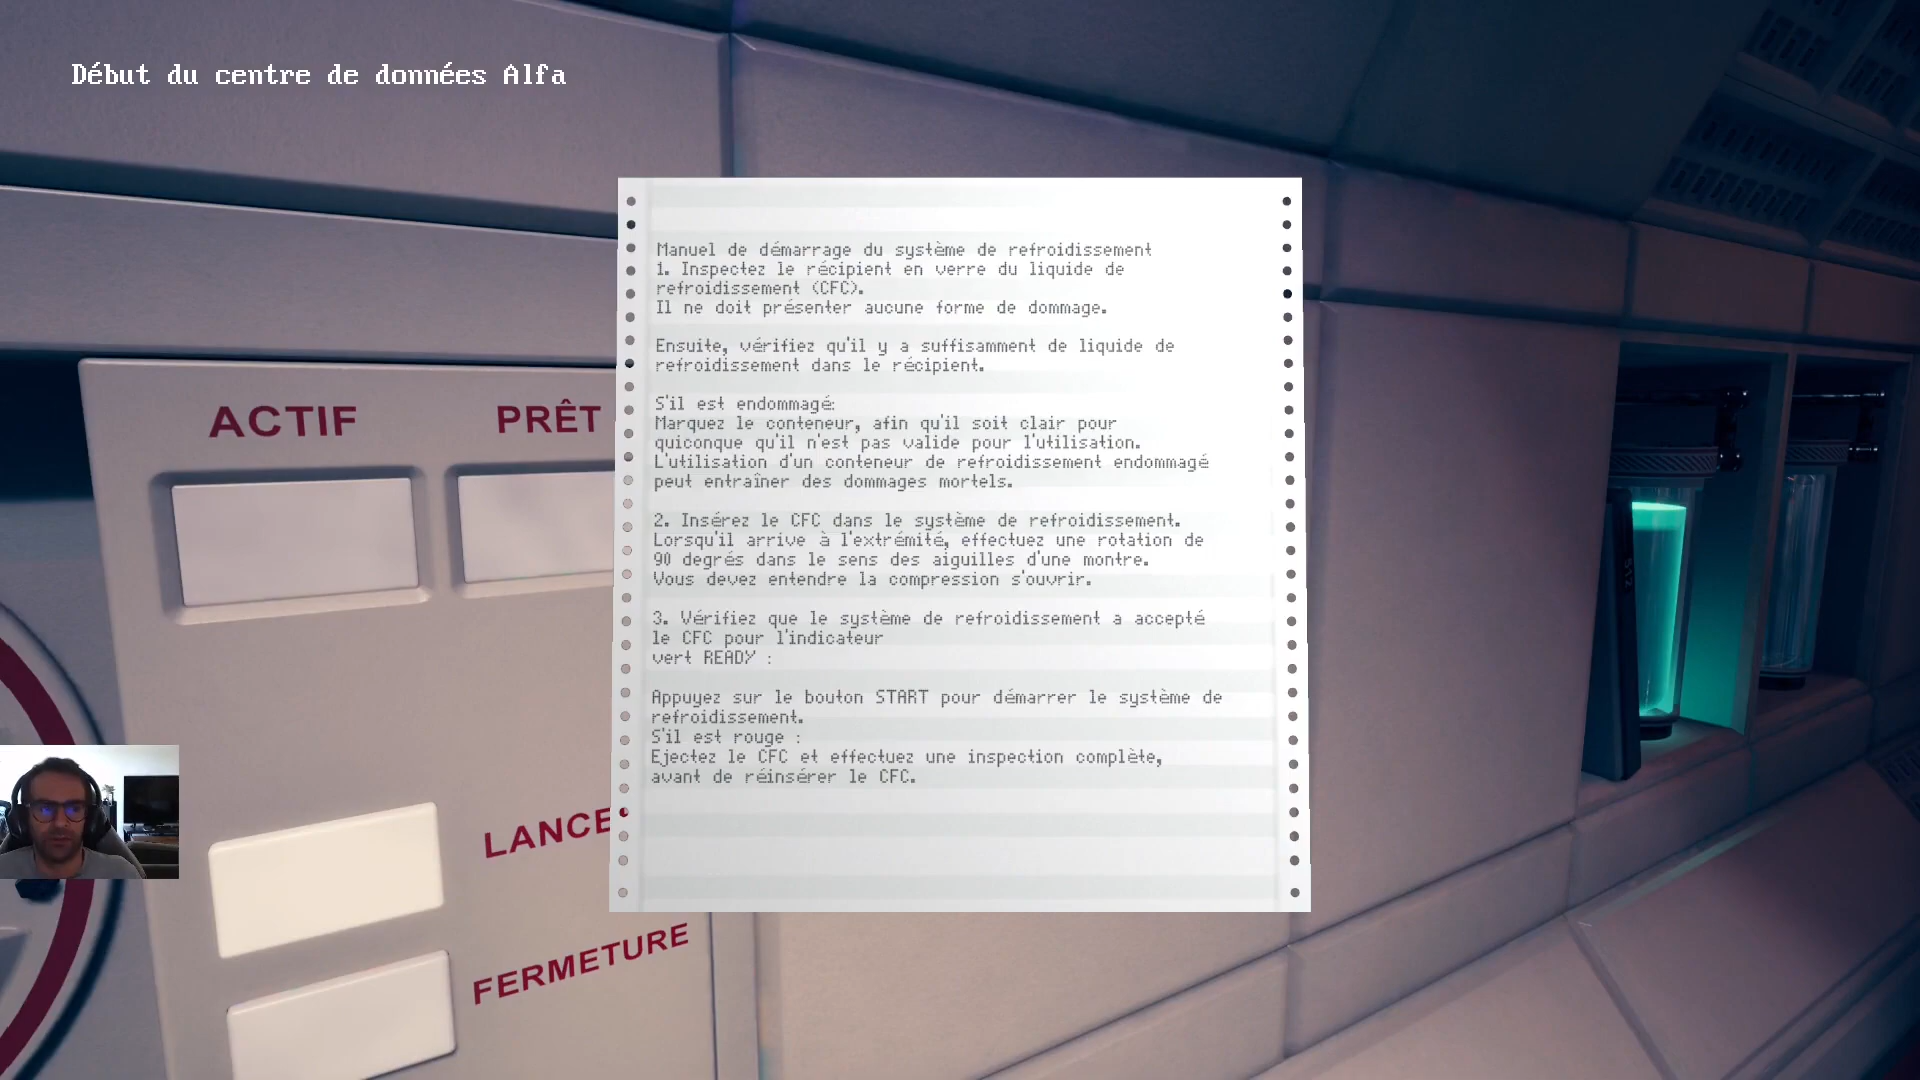 Début du centre de données Alfa
Manuel de démarrage du système de refroidissement
1. Inspectez le récipient en verre du liquide de
refroidissement (CFC).
Il ne doit présenter aucune forme de dommage.
Ensuite, vérifiez qu'il y a suffisamment de liquide de
refroidissement dans le récipient.
S'il est endommagé:
Marquez le conteneur, afin qu'il soit clair pour
quiconque qu'il n'est pas valide pour l'utilisation.
L'utilisation d'un conteneur de refroidissement endommagé
peut entraîner des dommages mortels.
2. Insérez le CFC dans le système de refroidissement.
Lorsqu'il arrive à l'extrémité, effectuez une rotation de
90 degrés dans le sens des aiguilles d'une montre.
Vous devez entendre la compression s'ouvrir.
3. Vérifiez que le système de refroidissement a accepté
le CFC pour l'indicateur
vert READY :
Appuyez sur le bouton START pour démarrer le système de
refroidissement.
S'il est rouge :
Ejectez le CFC et effectuez une inspection complète,
avant de réinsérer le CFC.
ACTIF
PRÊT
LANCE
FERMETURE
512